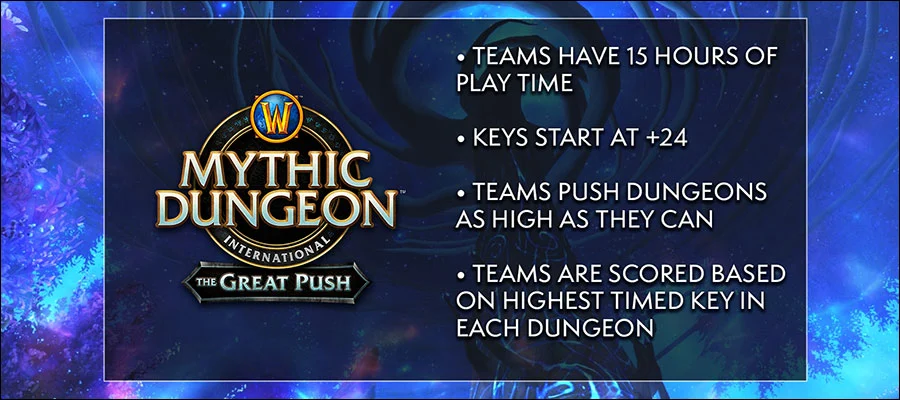 W
MYTHIC
DUNGEON™
INTERNATIONAL
THE GREAT PUSH
• TEAMS HAVE 15 HOURS OF
PLAY TIME
• KEYS START AT +24
• TEAMS PUSH DUNGEONS
AS HIGH AS THEY CAN
• TEAMS ARE SCORED BASED
ON HIGHEST TIMED KEY IN
EACH DUNGEON